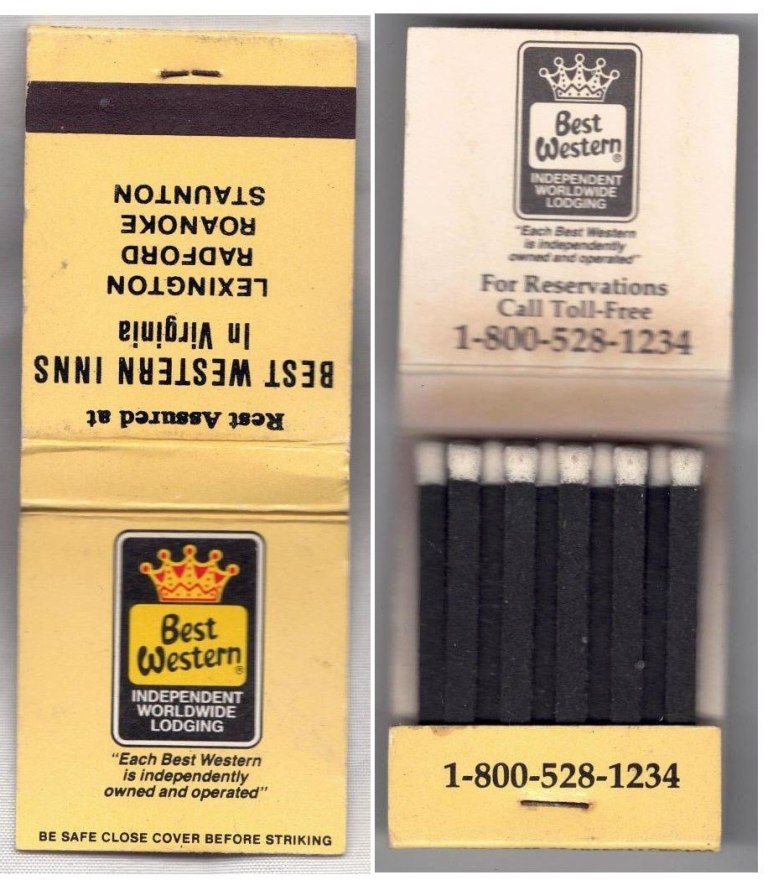 Rest Assured at
BEST WESTERN INNS
In Virginia
LEXINGTON
RADFORD
ROANOKE
STAUNTON
Best
Western®
INDEPENDENT
WORLDWIDE
LODGING
"Each Best Western
is independently
owned and operated"
BE SAFE CLOSE COVER BEFORE STRIKING
Best
Western®
INDEPENDENT
WORLDWIDE
LODGING
"Each Best Western
is independently
owned and operated"
For Reservations
Call Toll-Free
1-800-528-1234
1-800-528-1234